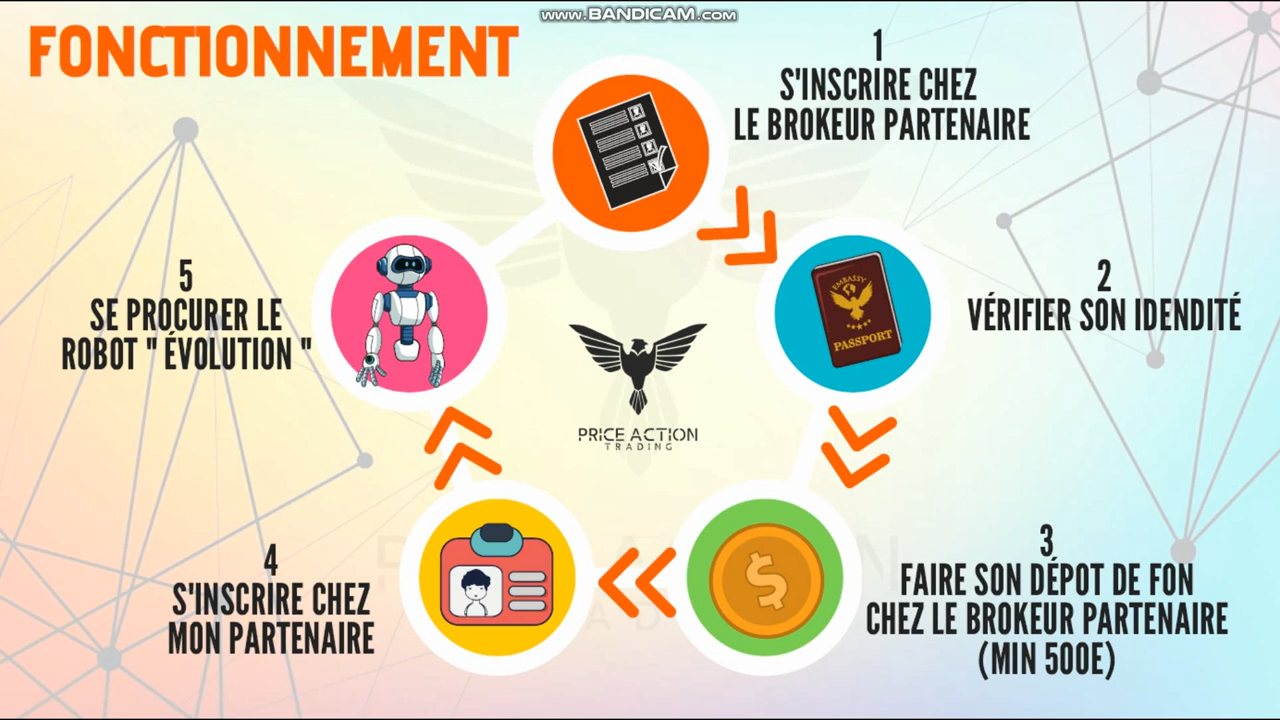 www.BANDICAM.com
FONCTIONNEMENT
1
S'INSCRIRE CHEZ
LE BROKEUR PARTENAIRE
EMBASSY
PASSPORT
2
VÉRIFIER SON IDENDITÉ
3
FAIRE SON DÉPOT DE FON
CHEZ LE BROKEUR PARTENAIRE
(MIN 500E)
$
4
S'INSCRIRE CHEZ
MON PARTENAIRE
5
SE PROCURER LE
ROBOT " ÉVOLUTION "
PRICE ACTION
TRADING